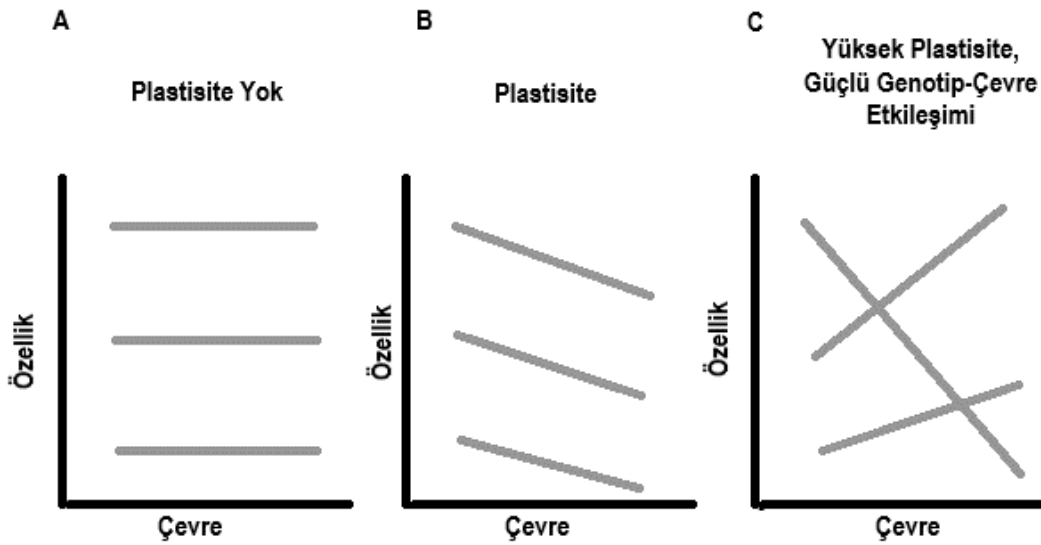 A
Plastisite Yok
Özellik
Çevre
B
Plastisite
Özellik
Çevre
C
Yüksek Plastisite,
Güçlü Genotip-Çevre
Etkileşimi
Özellik
Çevre